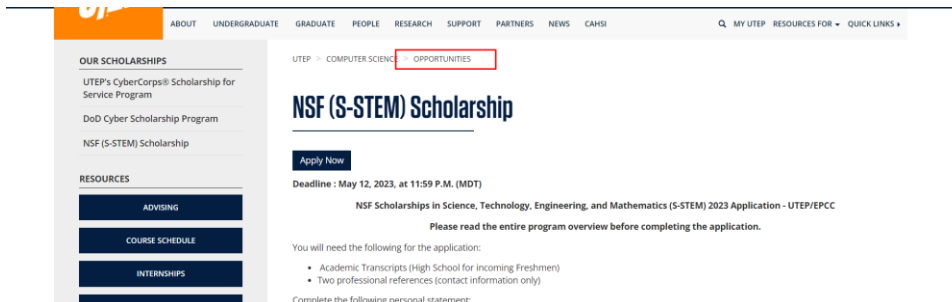 ABOUT UNDERGRADUATE GRADUATE PEOPLE RESEARCH SUPPORT PARTNERS NEWS CAHSI MY UTEP RESOURCES FOR QUICK LINKS
OUR SCHOLARSHIPS
UTEP's CyberCorps® Scholarship for
Service Program
DoD Cyber Scholarship Program
NSF (S-STEM) Scholarship
RESOURCES
ADVISING
COURSE SCHEDULE
INTERNSHIPS
UTEP > COMPUTER SCIENCE > OPPORTUNITIES
NSF (S-STEM) Scholarship
Apply Now
Deadline : May 12, 2023, at 11:59 P.M. (MDT)
NSF Scholarships in Science, Technology, Engineering, and Mathematics (S-STEM) 2023 Application - UTEP/EPCC
Please read the entire program overview before completing the application.
You will need the following for the application:
• Academic Transcripts (High School for incoming Freshmen)
• Two professional references (contact information only)
Complete the following personal statement: